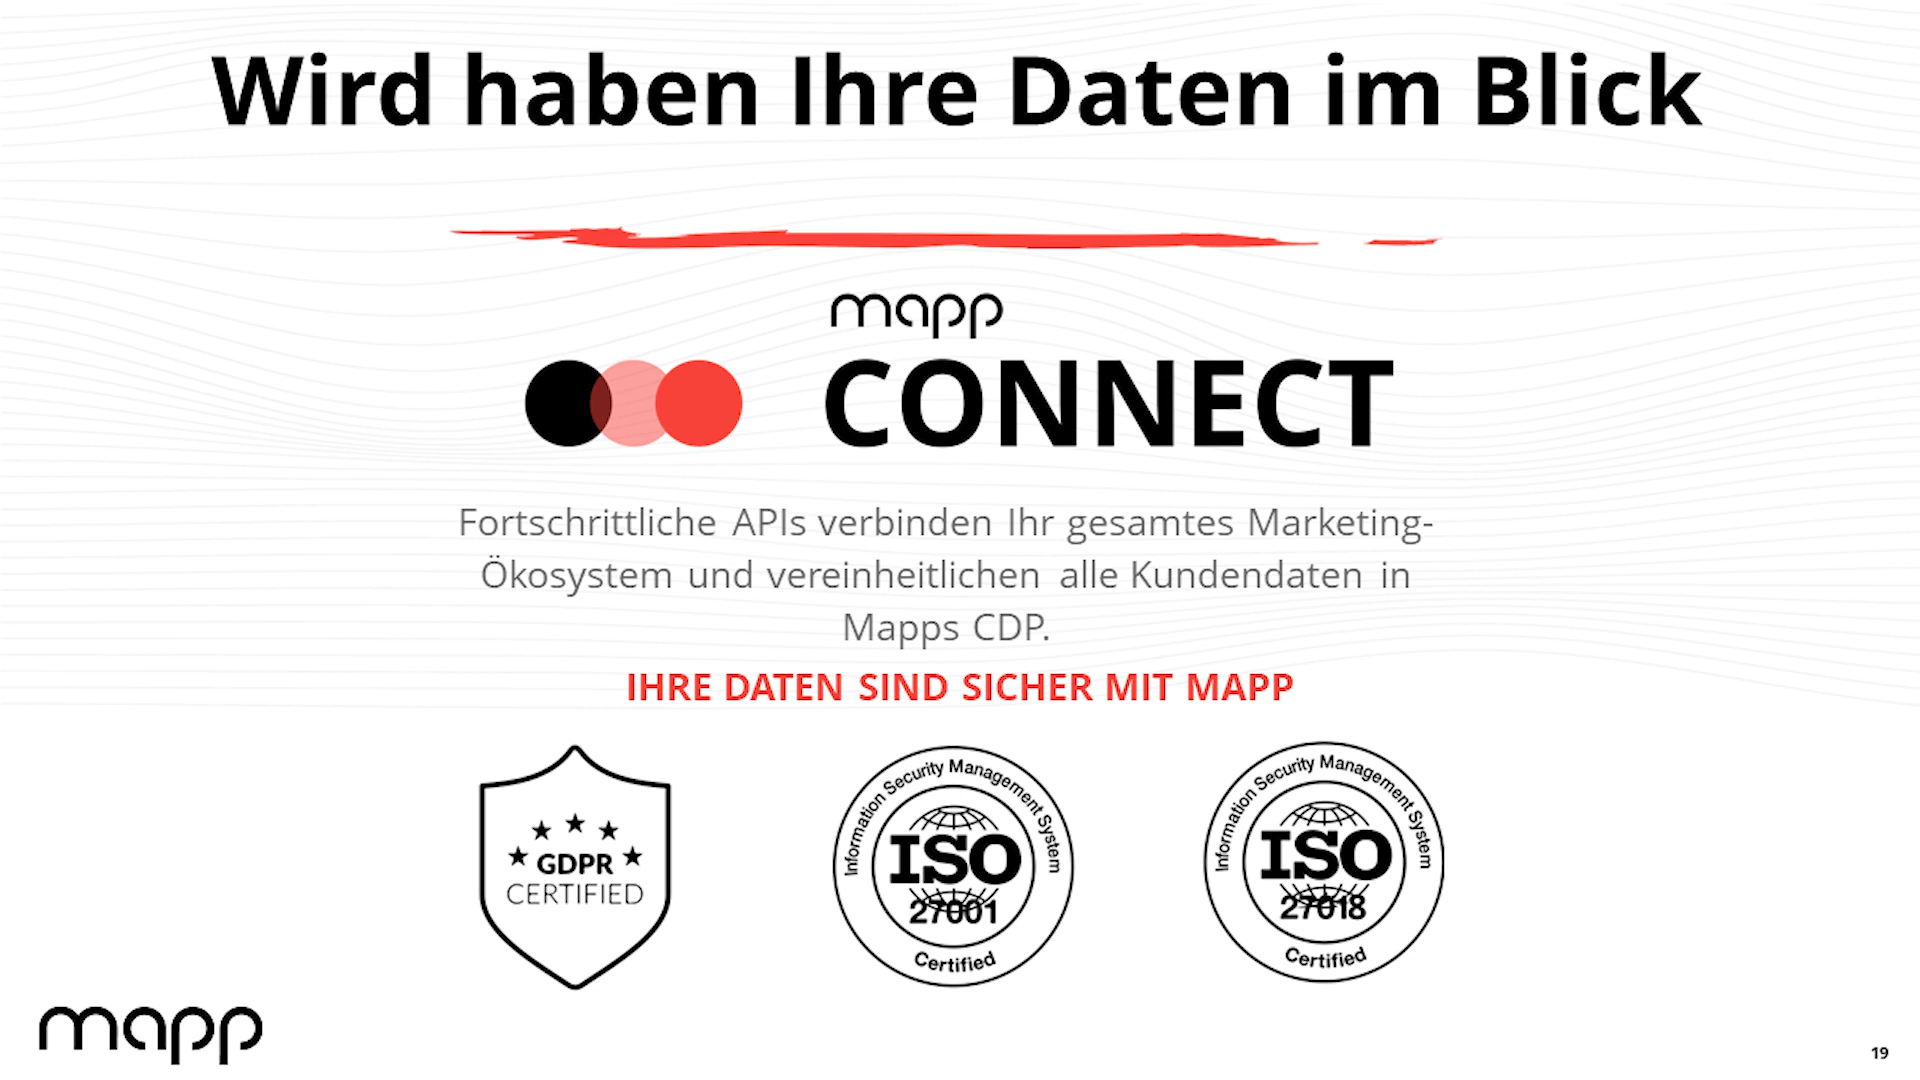 Wird haben Ihre Daten im Blick
mapp
CONNECT
Fortschrittliche APIs verbinden Ihr gesamtes Marketing-
Ökosystem und vereinheitlichen alle Kundendaten in
Mapps CDP.
IHRE DATEN SIND SICHER MIT MAPP
GDPR
CERTIFIED
Information Security Management System
ISO
27001
Certified
Information Security Management System
ISO
27018
Certified
mapp
19